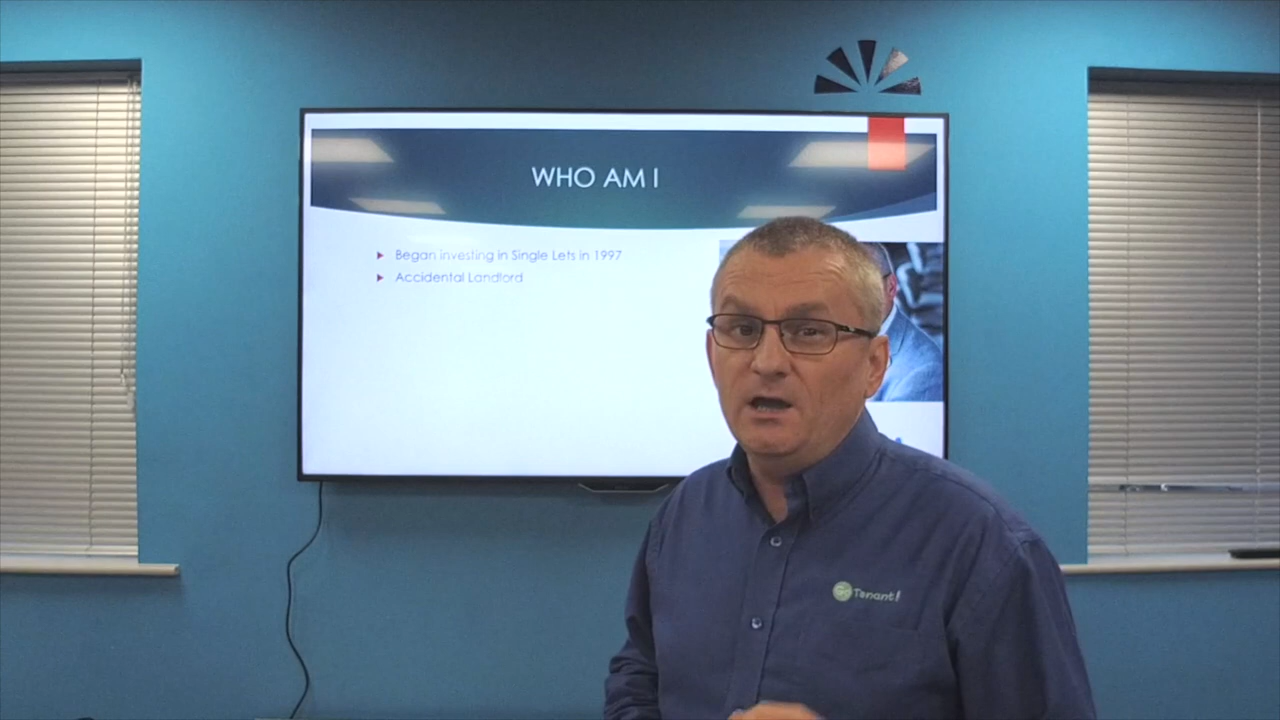 WHO AM I
Began investing in Single Lets in 1997
Accidental Landlord
Tenant!